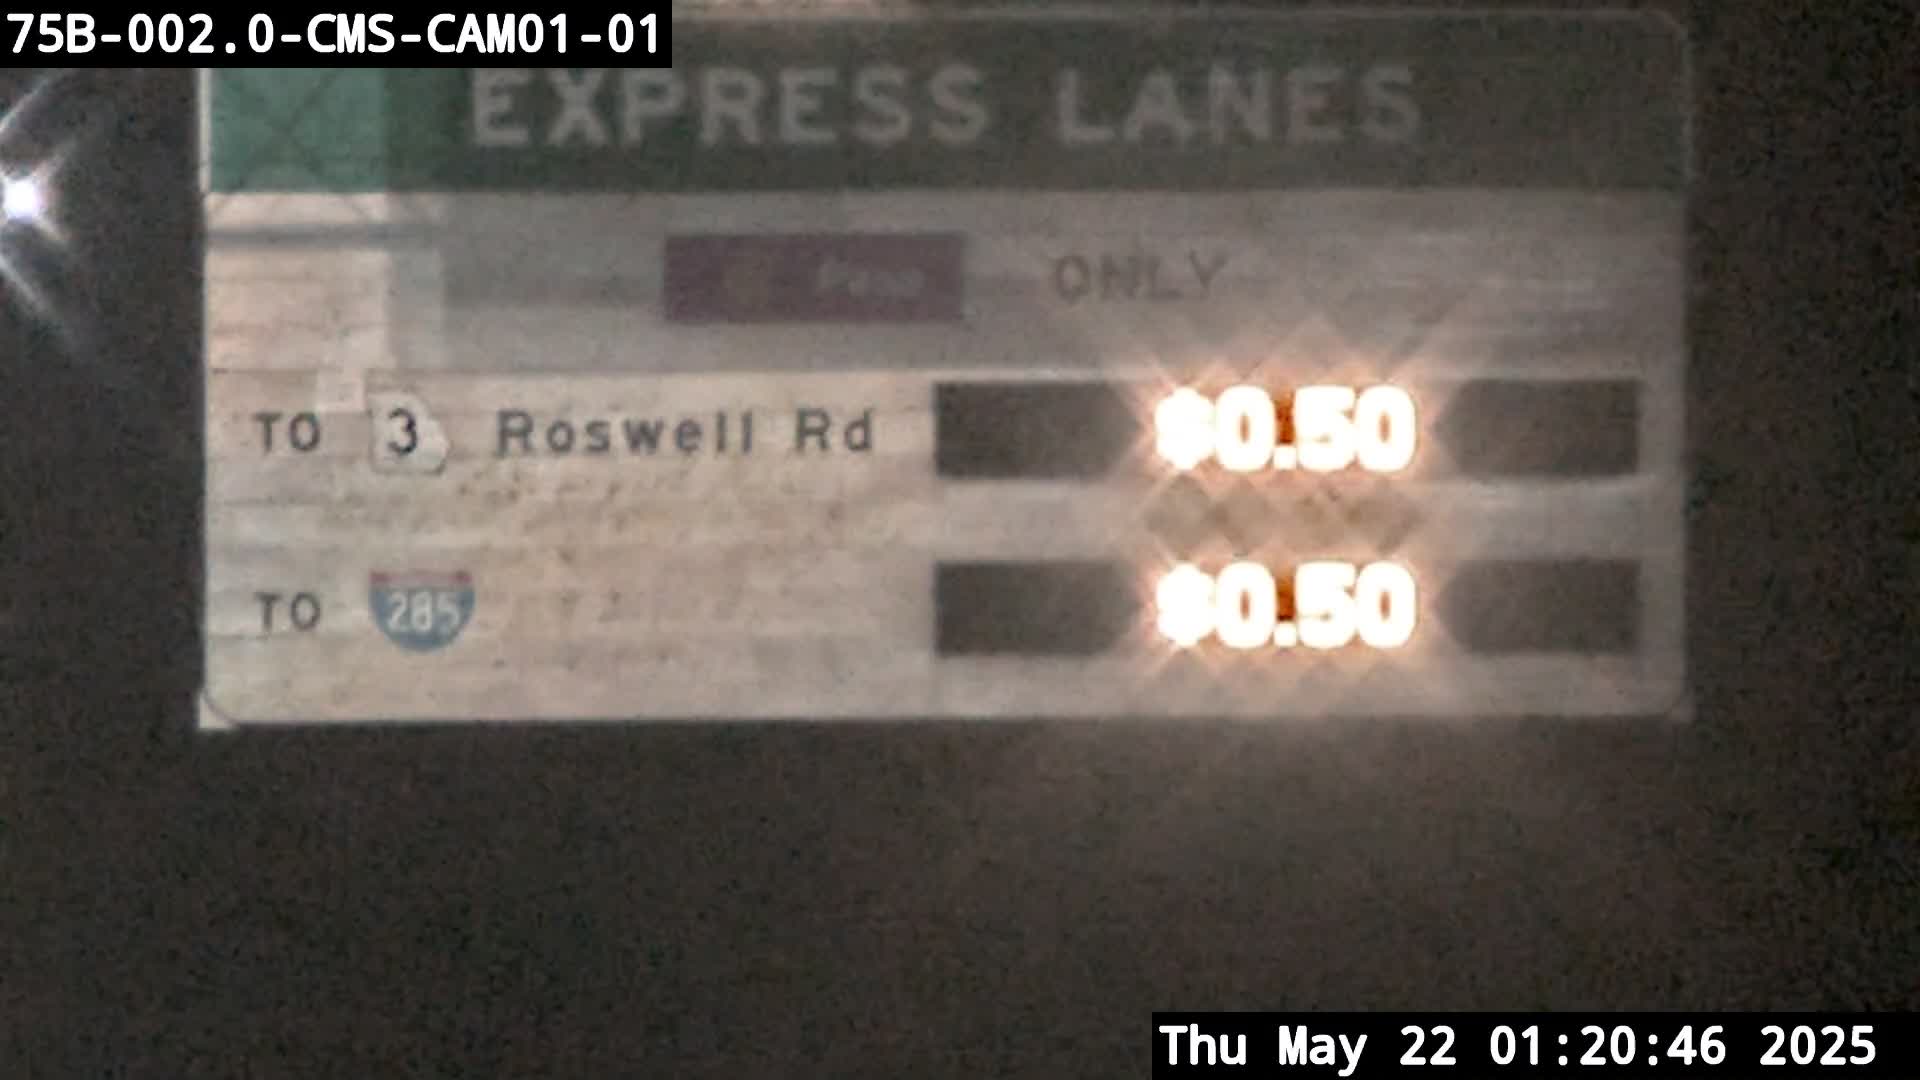 75B-002.0-CMS-CAM01-01
EXPRESS LANES
Pass ONLY
TO 3 Roswell Rd $0.50
TO 285 $0.50
Thu May 22 01:20:46 2025